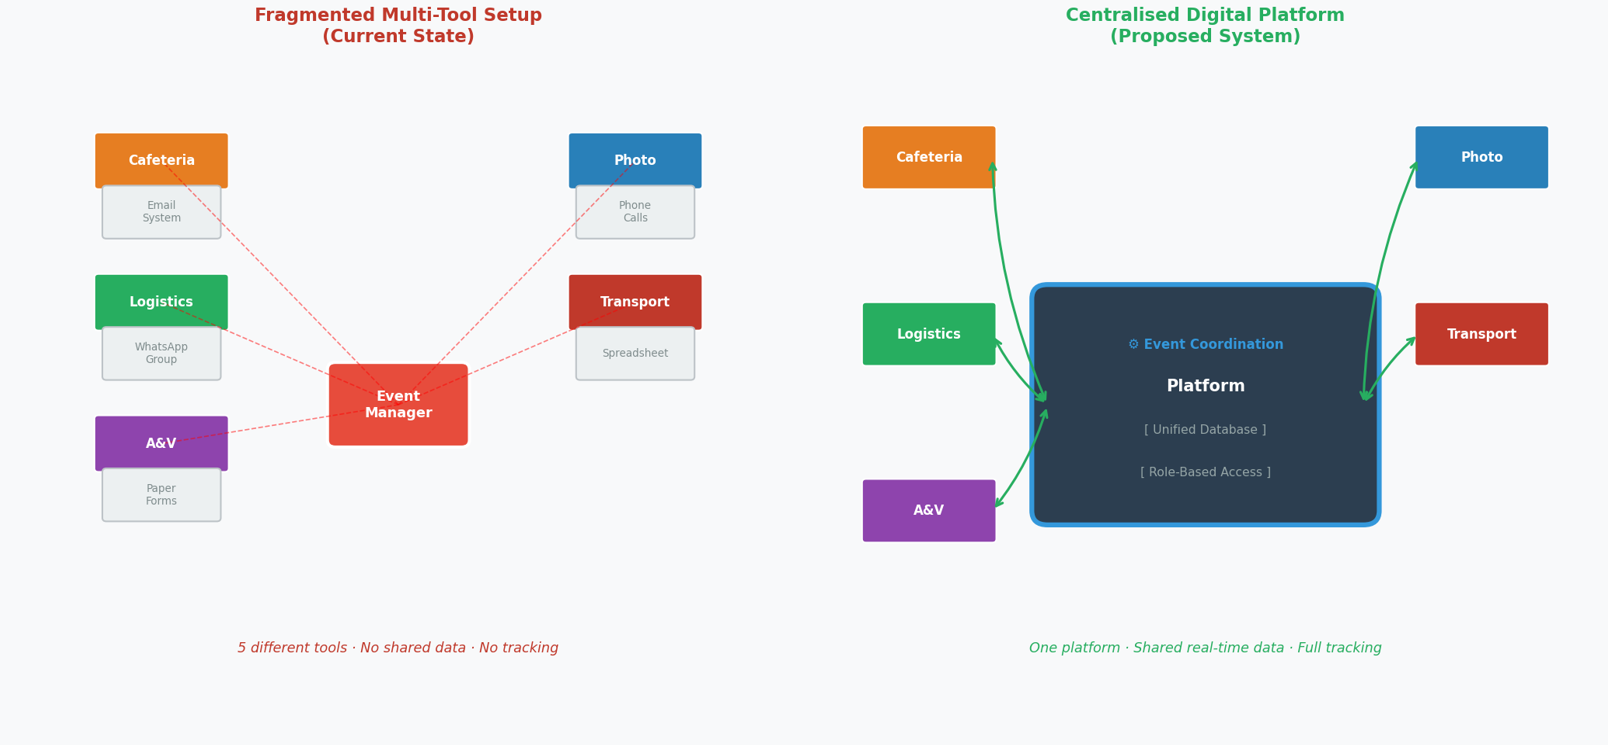 Fragmented Multi-Tool Setup
(Current State)
Cafeteria
Email
System
Logistics
WhatsApp
Group
A&V
Paper
Forms
Photo
Phone
Calls
Transport
Spreadsheet
Event
Manager
5 different tools · No shared data · No tracking
Centralised Digital Platform
(Proposed System)
Cafeteria
Logistics
A&V
⚙ Event Coordination
Platform
[ Unified Database ]
[ Role-Based Access ]
Photo
Transport
One platform · Shared real-time data · Full tracking